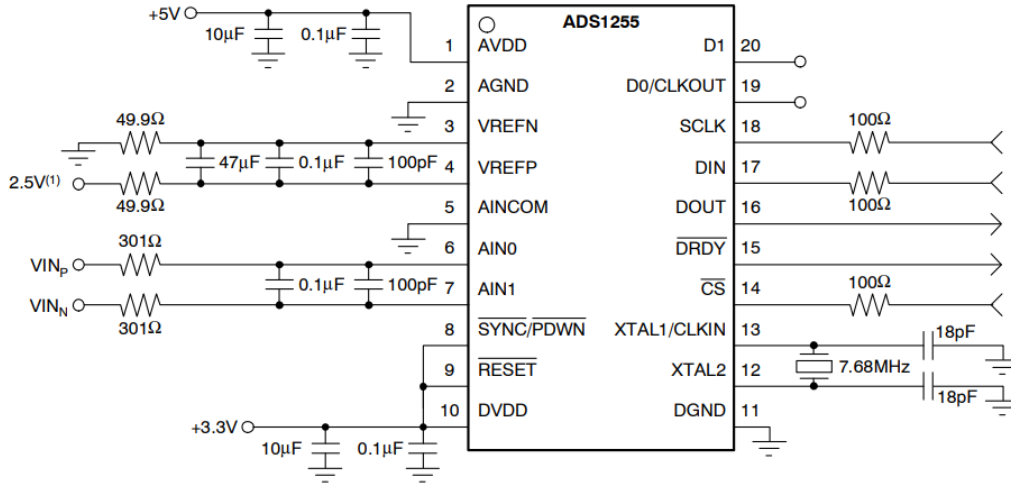 ADS1255
+5V
10μF
0.1μF
1
AVDD
D1
20
2
AGND
D0/CLKOUT
19
49.9Ω
3
VREFN
SCLK
18
100Ω
47μF
0.1μF
100pF
2.5V(1)
4
VREFP
DIN
17
49.9Ω
100Ω
5
AINCOM
DOUT
16
301Ω
VINP
6
AIN0
DRDY
15
0.1μF
100pF
VINN
7
AIN1
CS
14
100Ω
301Ω
8
SYNC/PDWN
XTAL1/CLKIN
13
18pF
9
RESET
XTAL2
12
7.68MHz
18pF
+3.3V
10
DVDD
DGND
11
10μF
0.1μF